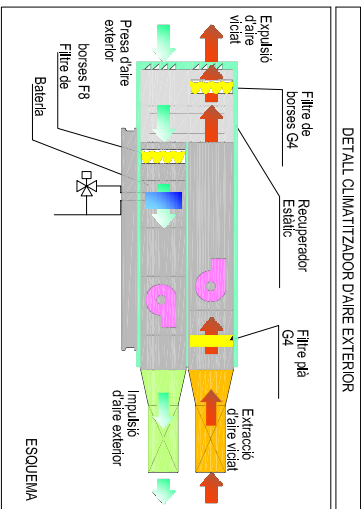 DETALL CLIMATITZADOR D'AIRE EXTERIOR
Filtre de
borses G4
Recuperador
Estàtic
Filtre plà
G4
Expulsió
d'aire
viciat
Extracció
d'aire viciat
Presa d'aire
exterior
Impulsió
d'aire exterior
Filtre de
borses F8
Bateria
ESQUEMA